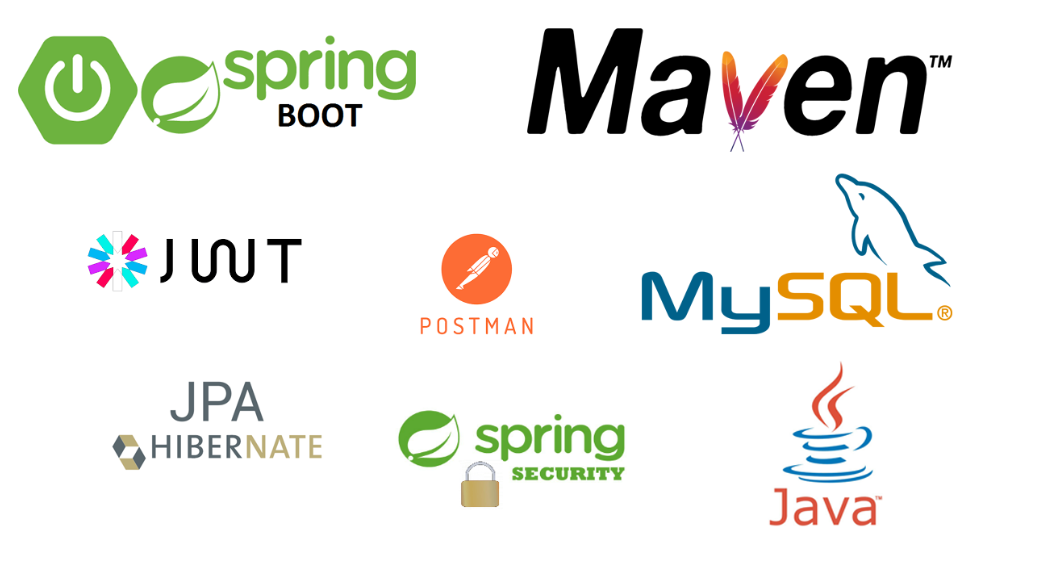 spring
BOOT
Maven™
JWT
POSTMAN
MySQL®
JPA
HIBERNATE
spring
SECURITY
Java™